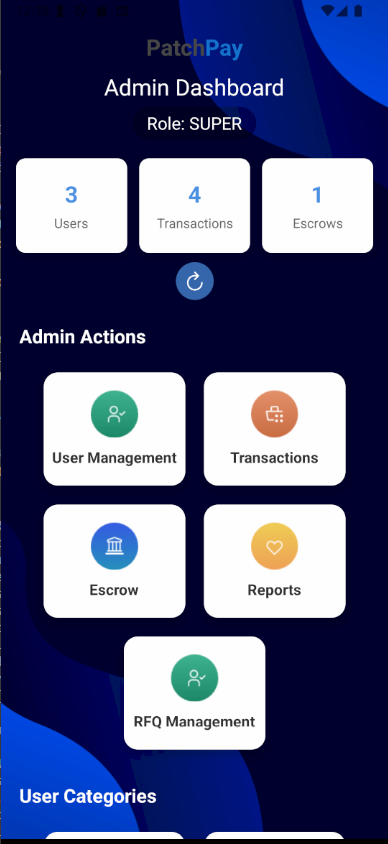 PatchPay
Admin Dashboard
Role: SUPER
3 4 1
Users Transactions Escrows
Admin Actions
User Management Transactions
Escrow Reports
RFQ Management
User Categories